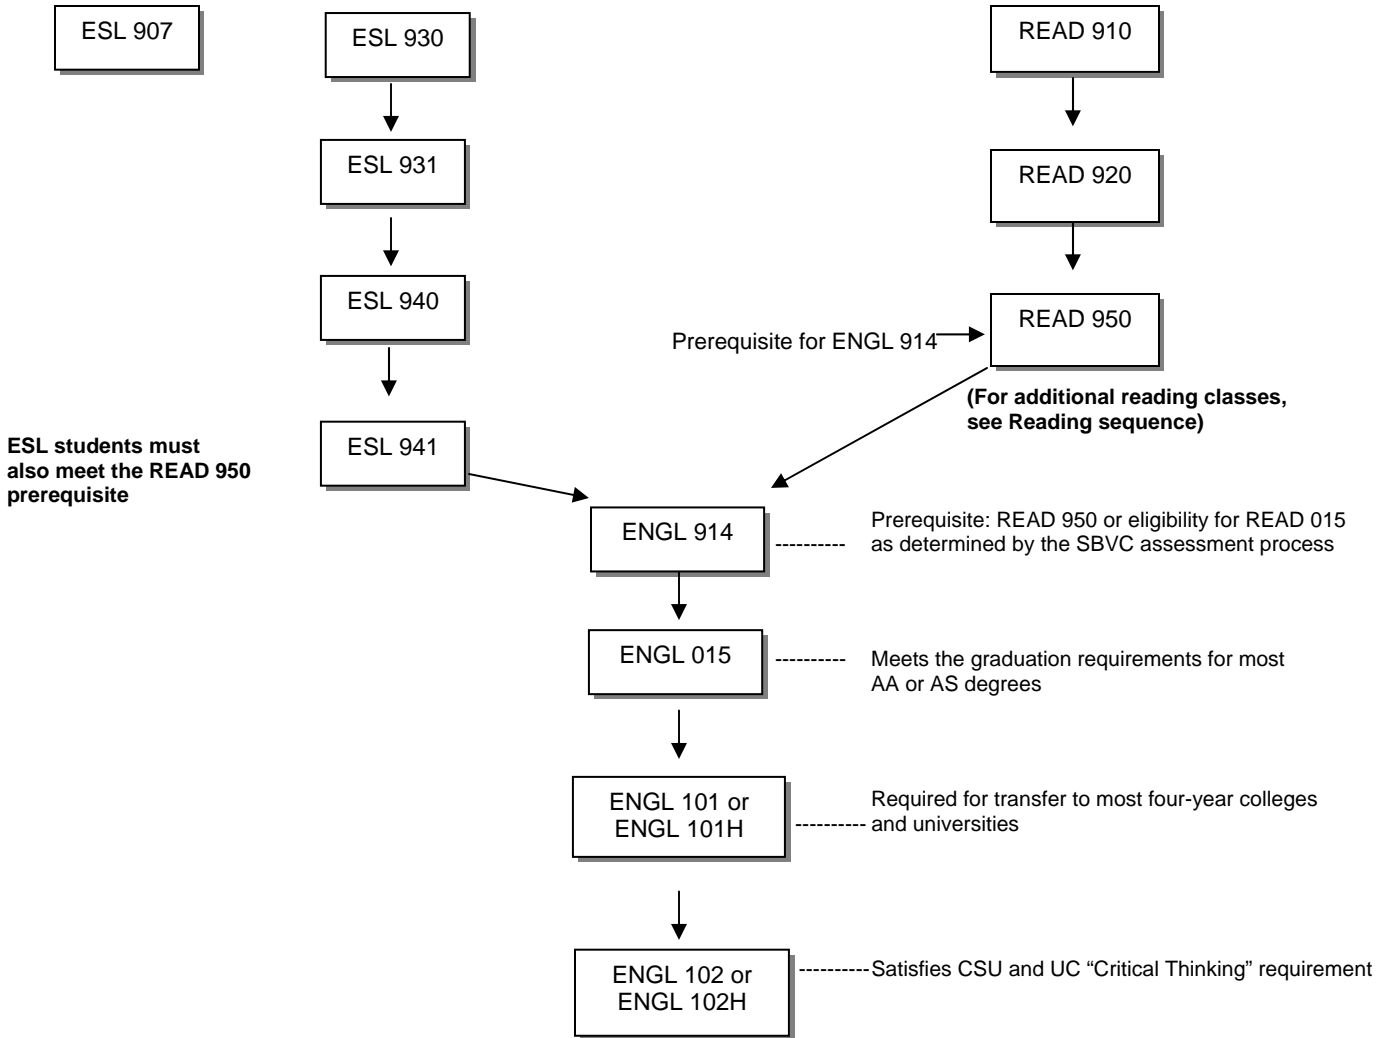 ESL 907
ESL 930
READ 910
ESL 931
READ 920
ESL 940
READ 950
Prerequisite for ENGL 914
(For additional reading classes,
see Reading sequence)
ESL students must
also meet the READ 950
prerequisite
ESL 941
ENGL 914
---------- Prerequisite: READ 950 or eligibility for READ 015
as determined by the SBVC assessment process
ENGL 015
---------- Meets the graduation requirements for most
AA or AS degrees
ENGL 101 or
ENGL 101H
Required for transfer to most four-year colleges
---------- and universities
ENGL 102 or
ENGL 102H
----------Satisfies CSU and UC “Critical Thinking” requirement